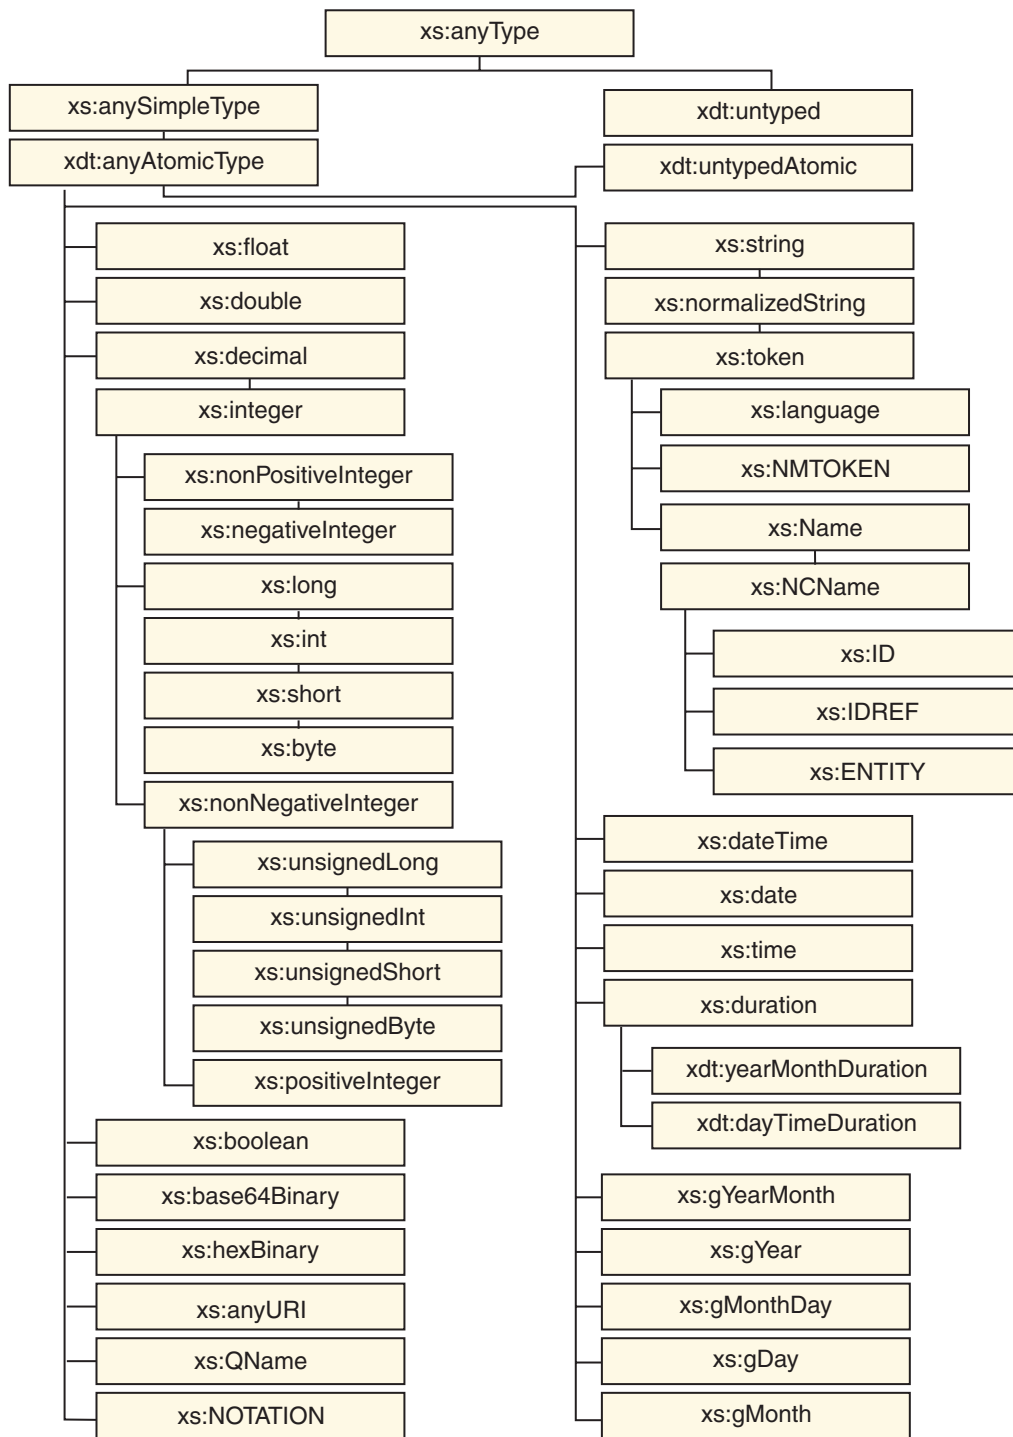 xs:anyType
xs:anySimpleType
xdt:untyped
xdt:anyAtomicType
xdt:untypedAtomic
xs:float
xs:double
xs:decimal
xs:integer
xs:nonPositiveInteger
xs:negativeInteger
xs:long
xs:int
xs:short
xs:byte
xs:nonNegativeInteger
xs:unsignedLong
xs:unsignedInt
xs:unsignedShort
xs:unsignedByte
xs:positiveInteger
xs:boolean
xs:base64Binary
xs:hexBinary
xs:anyURI
xs:QName
xs:NOTATION
xs:string
xs:normalizedString
xs:token
xs:language
xs:NMTOKEN
xs:Name
xs:NCName
xs:ID
xs:IDREF
xs:ENTITY
xs:dateTime
xs:date
xs:time
xs:duration
xdt:yearMonthDuration
xdt:dayTimeDuration
xs:gYearMonth
xs:gYear
xs:gMonthDay
xs:gDay
xs:gMonth